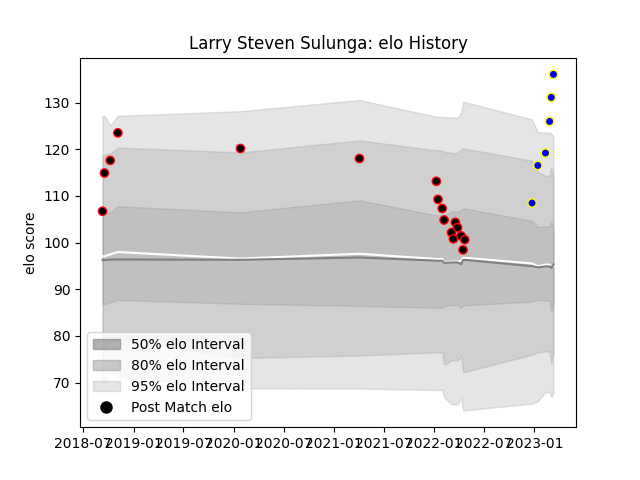 Larry Steven Sulunga: elo History
elo score
130
120
110
100
90
80
70
50% elo Interval
80% elo Interval
95% elo Interval
Post Match elo
2018-07 2019-01 2019-07 2020-01 2020-07 2021-01 2021-07 2022-01 2022-07 2023-01